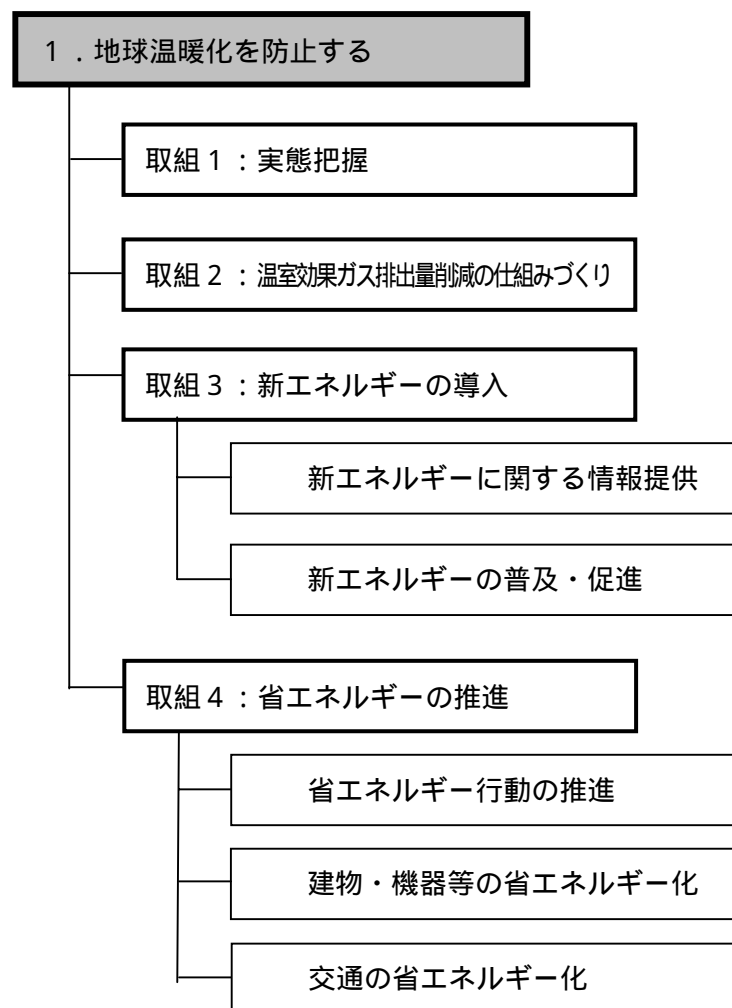 1．地球温暖化を防止する
取組1：実態把握
取組2：温室効果ガス排出量削減の仕組みづくり
取組3：新エネルギーの導入
新エネルギーに関する情報提供
新エネルギーの普及・促進
取組4：省エネルギーの推進
省エネルギー行動の推進
建物・機器等の省エネルギー化
交通の省エネルギー化